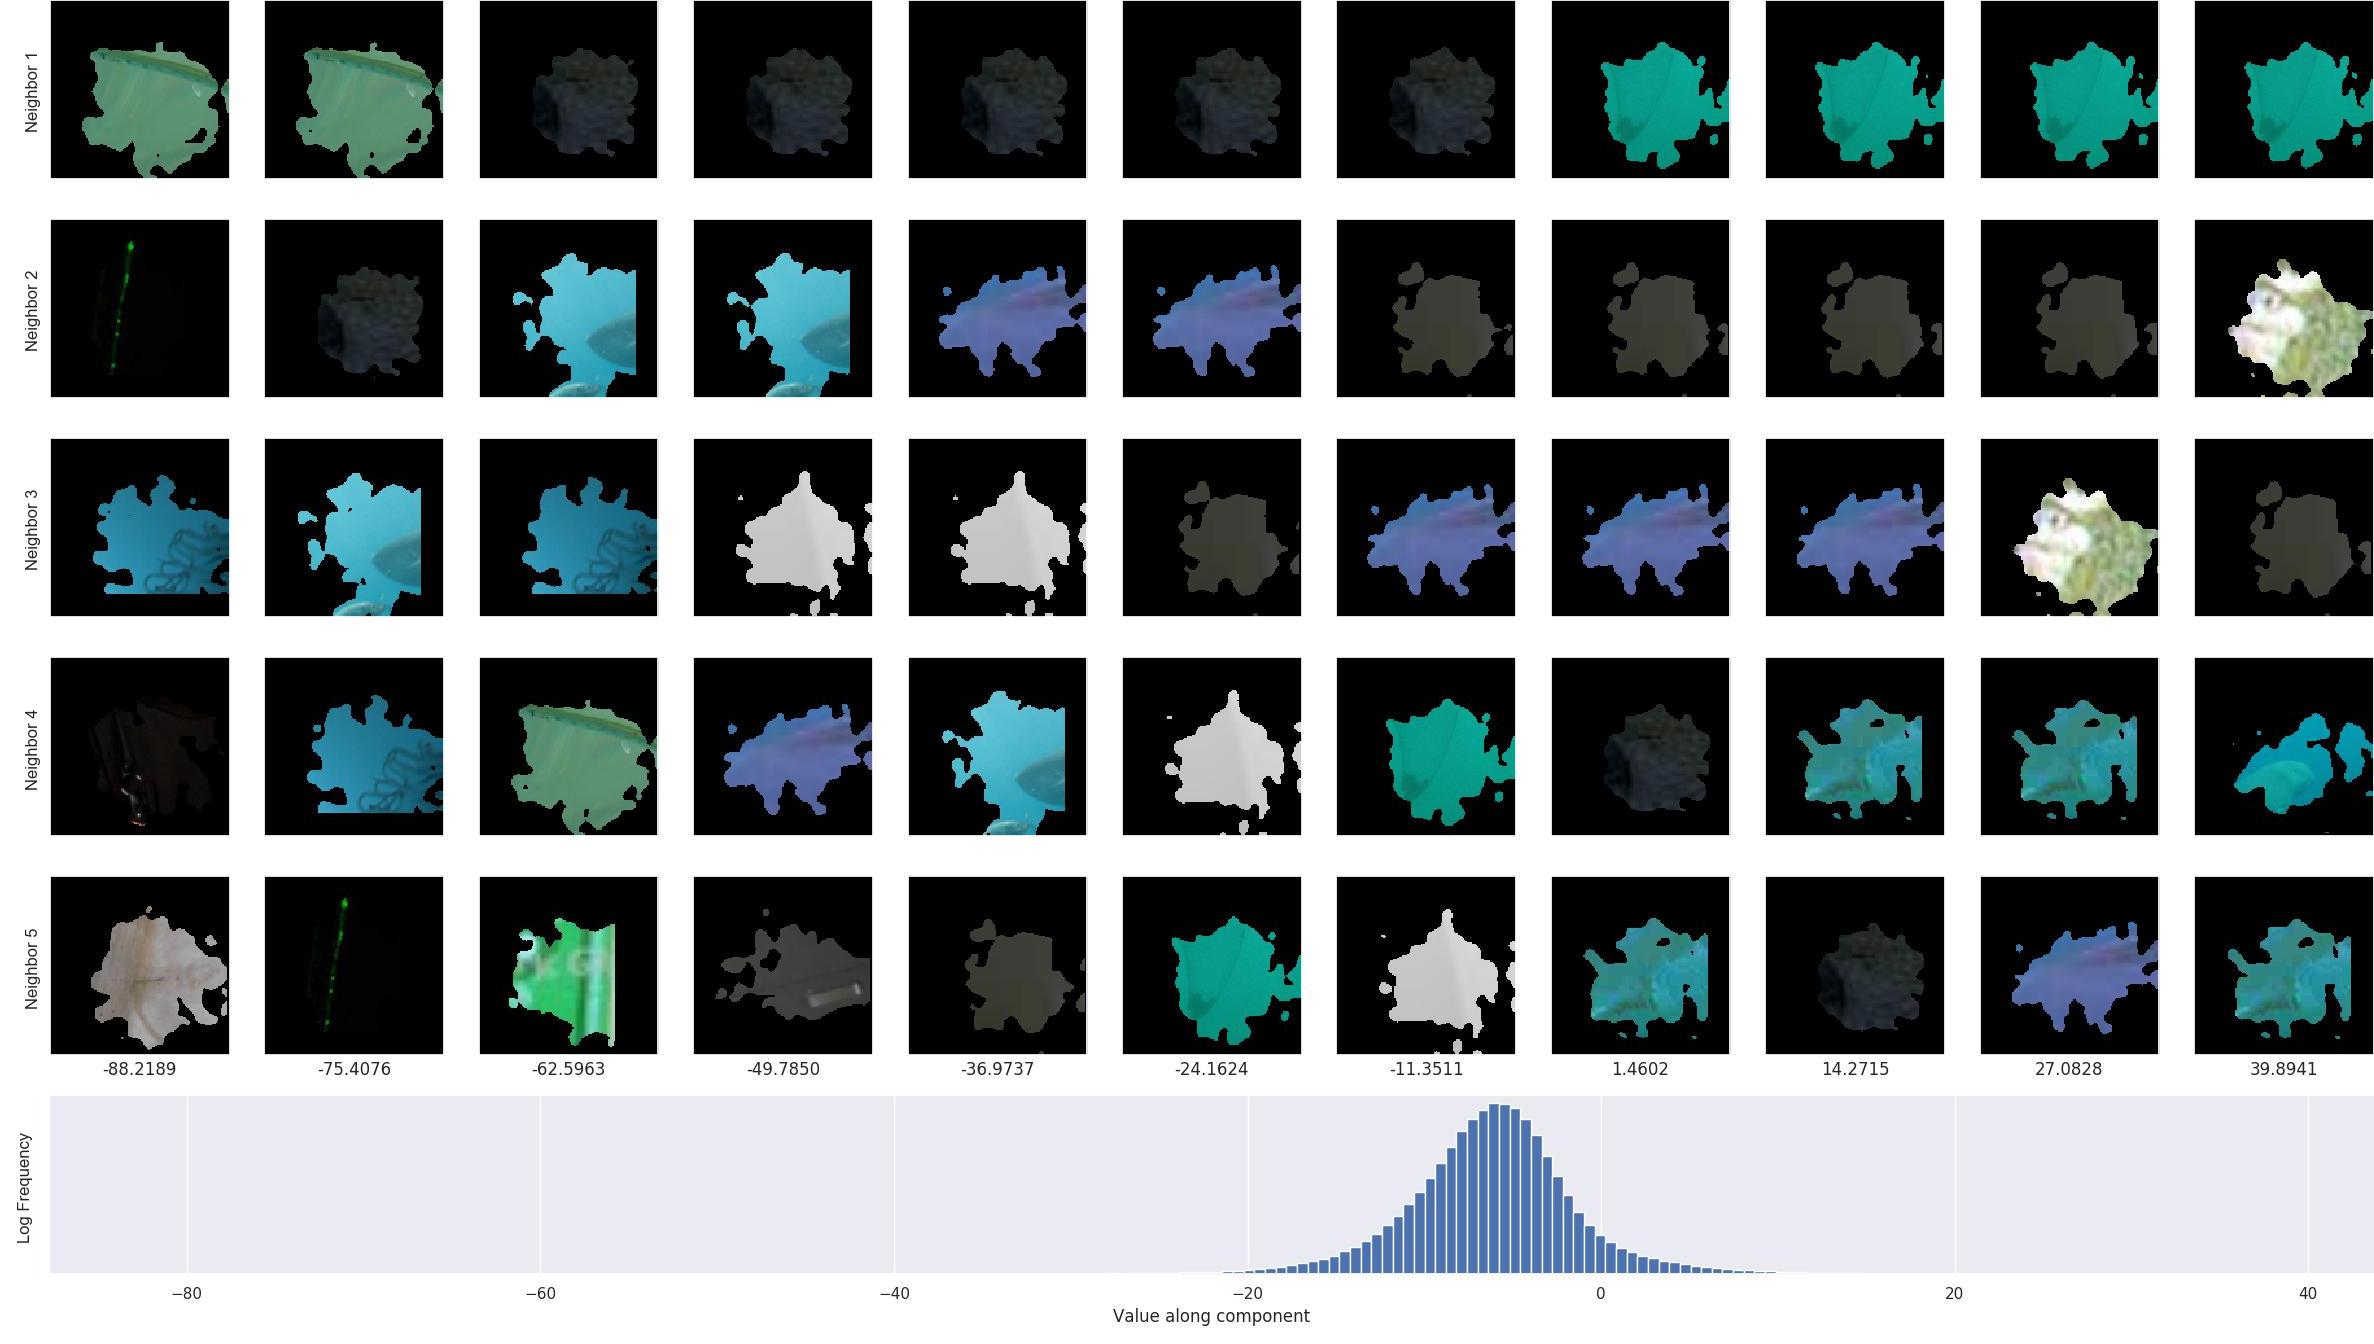 Neighbor 1
Neighbor 2
Neighbor 3
Neighbor 4
Neighbor 5
-88.2189 -75.4076 -62.5963 -49.7850 -36.9737 -24.1624 -11.3511 1.4602 14.2715 27.0828 39.8941
Log Frequency
−80 −60 −40 −20 0 20 40
Value along component